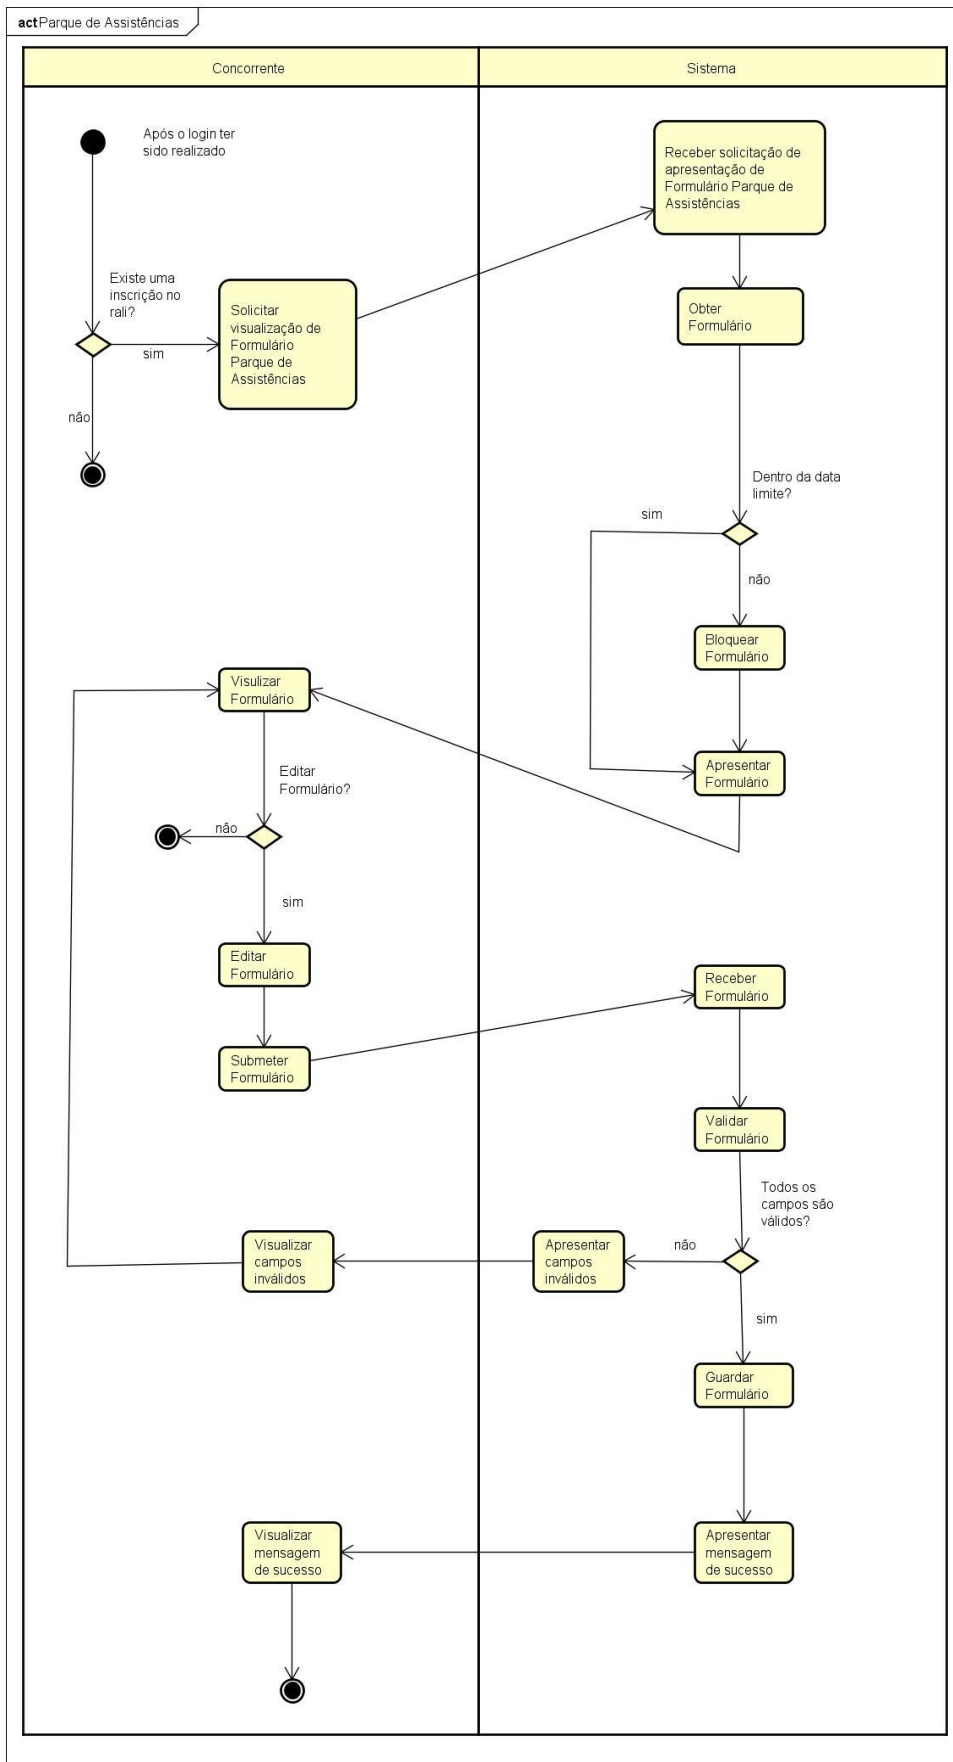 act Parque de Assistências
Concorrente
Sistema
Após o login ter
sido realizado
Receber solicitação de
apresentação de
Formulário Parque de
Assistências
Existe uma
inscrição no
rali?
Solicitar
visualização de
Formulário
Parque de
Assistências
Obter
Formulário
sim
não
Dentro da data
limite?
sim
não
Bloquear
Formulário
Visulizar
Formulário
Apresentar
Formulário
Editar
Formulário?
não
sim
Editar
Formulário
Receber
Formulário
Submeter
Formulário
Validar
Formulário
Todos os
campos são
válidos?
Visualizar
campos
inválidos
Apresentar
campos
inválidos
não
sim
Guardar
Formulário
Visualizar
mensagem
de sucesso
Apresentar
mensagem
de sucesso